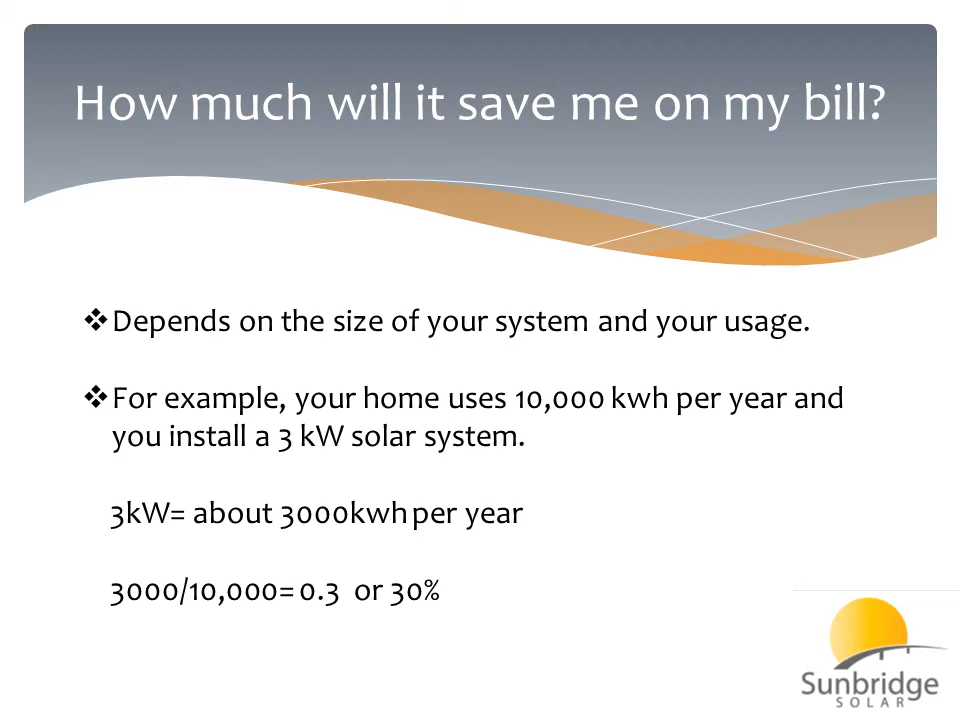 How much will it save me on my bill?
❖Depends on the size of your system and your usage.
❖For example, your home uses 10,000 kwh per year and
you install a 3 kW solar system.
3kW= about 3000kwh per year
3000/10,000= 0.3 or 30%
Sunbridge
SOLAR